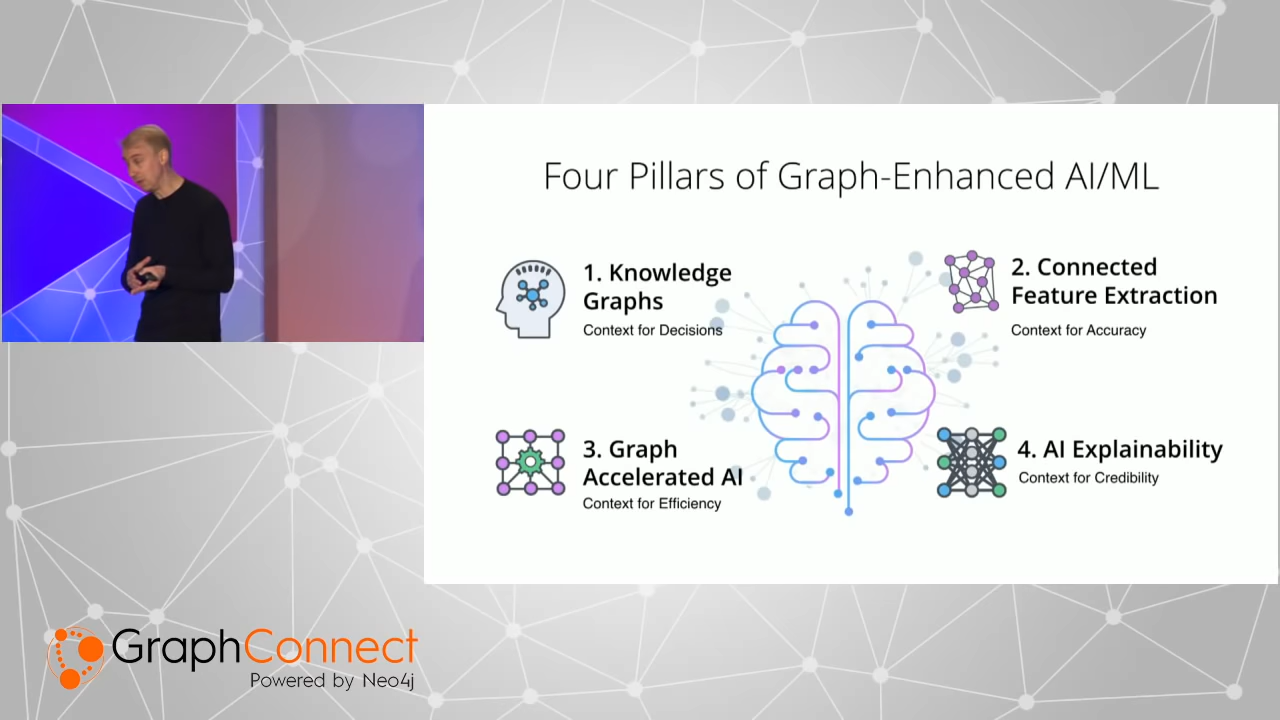 Four Pillars of Graph-Enhanced AI/ML
1. Knowledge
Graphs
Context for Decisions
2. Connected
Feature Extraction
Context for Accuracy
3. Graph
Accelerated AI
Context for Efficiency
4. AI Explainability
Context for Credibility
GraphConnect
Powered by Neo4j